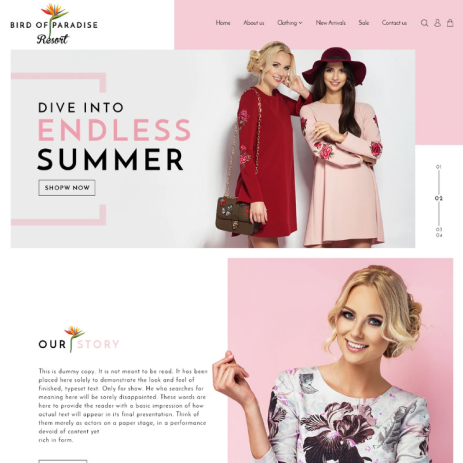 BIRD OF PARADISE
Resort
Home About us Clothing New Arrivals Sale Contact us
DIVE INTO
ENDLESS
SUMMER
SHOPW NOW
01
02
03
04
OUR STORY
This is dummy copy. It is not meant to be read. It has been
placed here solely to demonstrate the look and feel of
finished, typeset text. Only for show. He who searches for
meaning here will be sorely disappointed. These words are
here to provide the reader with a basic impression of how
actual text will appear in its final presentation. Think of
them merely as actors on a paper stage, in a performance
devoid of content yet
rich in form.